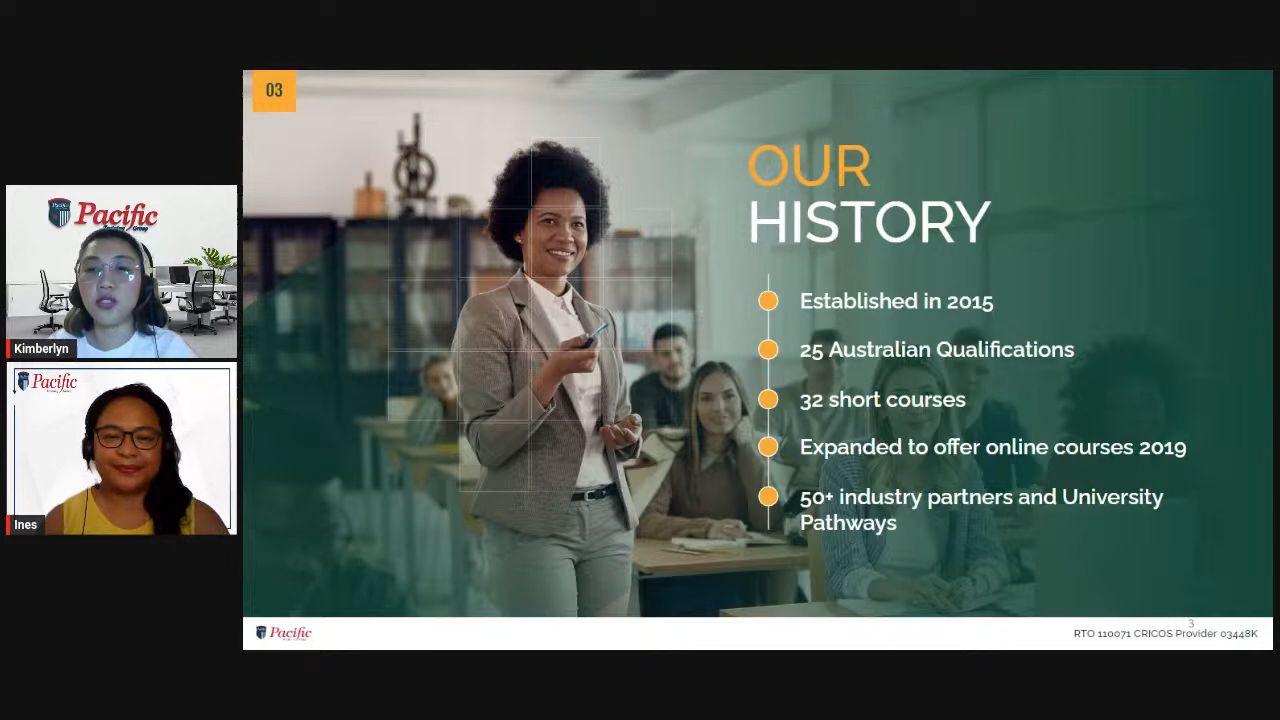 03
OUR
HISTORY
Established in 2015
25 Australian Qualifications
32 short courses
Expanded to offer online courses 2019
50+ industry partners and University
Pathways
Pacific
Kimberlyn
Pacific
Ines
Pacific
3
RTO 110071 CRICOS Provider 03448K